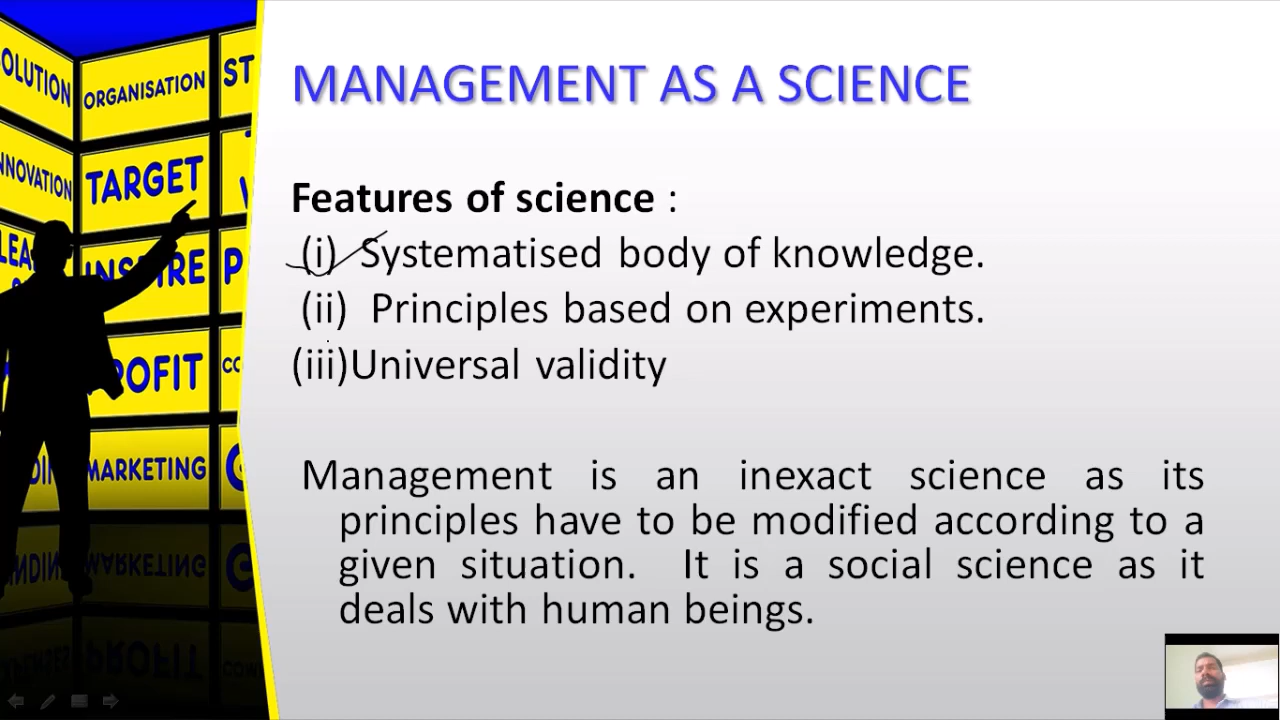 MANAGEMENT AS A SCIENCE
Features of science :
(i) Systematised body of knowledge.
(ii) Principles based on experiments.
(iii)Universal validity
Management is an inexact science as its
principles have to be modified according to a
given situation. It is a social science as it
deals with human beings.
ORGANISATION
ST
TARGET
PROFIT
MARKETING